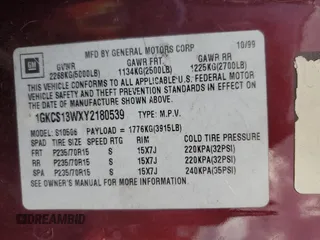 GM
MFD BY GENERAL MOTORS CORP 10/99
GVWR GAWR FRT GAWR RR
2268KG(5000LB) 1134KG(2500LB) 1225KG(2700LB)
THIS VEHICLE CONFORMS TO ALL APPLICABLE U.S. FEDERAL MOTOR
VEHICLE SAFETY AND THEFT PREVENTION STANDARDS IN EFFECT ON
THE DATE OF MANUFACTURE SHOWN ABOVE.
1GKCS13WXY2180539 TYPE: M.P.V.
MODEL: S10506 PAYLOAD = 1776KG(3915LB)
SPAD TIRE SIZE SPEED RTG RIM COLD TIRE PRESSURE
FRT P235/70R15 S 15X7J 220KPA(32PSI)
RR P235/70R15 S 15X7J 220KPA(32PSI)
SPA P235/70R15 S 15X7J 240KPA(35PSI)
SEE OWNER'S MANUAL FOR ADDITIONAL INFORMATION.
DREAMBID